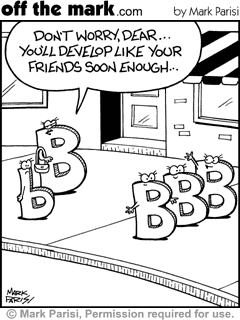 off the mark.com by Mark Parisi
DON'T WORRY, DEAR...
YOU'LL DEVELOP LIKE YOUR
FRIENDS SOON ENOUGH...
b B B B B
MARK
PARISI
© Mark Parisi, Permission required for use.